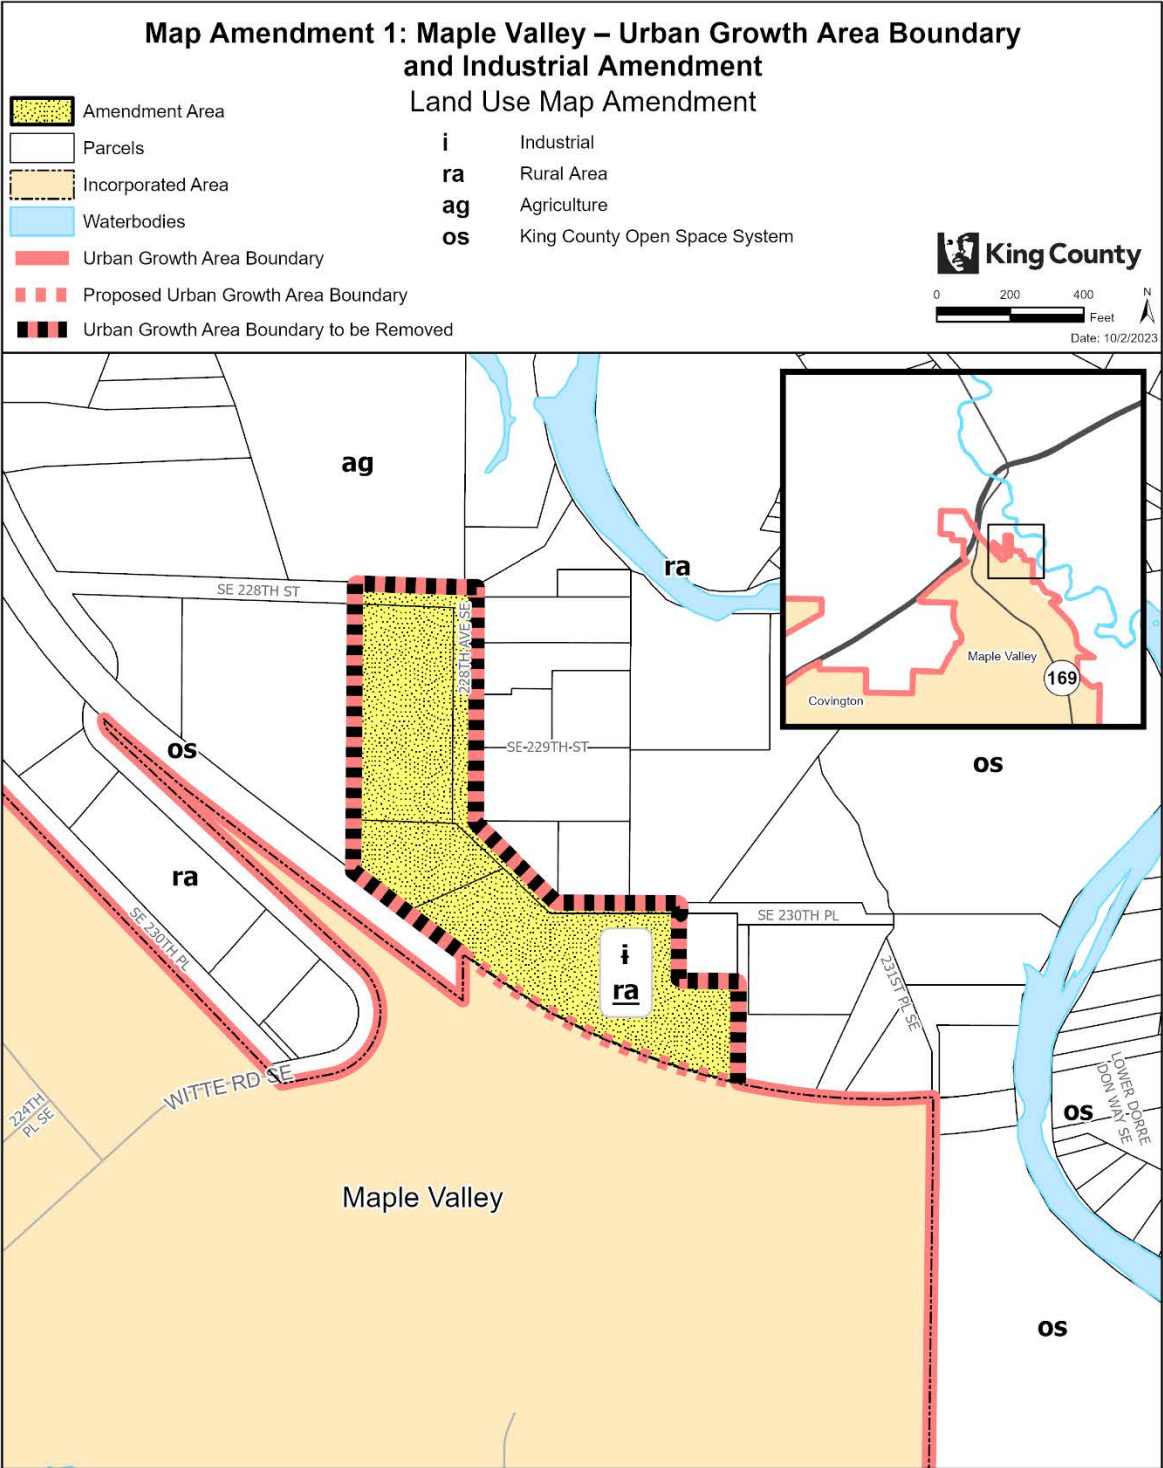 Map Amendment 1: Maple Valley – Urban Growth Area Boundary
and Industrial Amendment
Land Use Map Amendment
Amendment Area
Parcels
Incorporated Area
Waterbodies
Urban Growth Area Boundary
Proposed Urban Growth Area Boundary
Urban Growth Area Boundary to be Removed
i Industrial
ra Rural Area
ag Agriculture
os King County Open Space System
King County
0 200 400
Feet
N
Date: 10/2/2023
ag
ra
SE 228TH ST
228TH AVE SE
Maple Valley
169
Covington
os
SE 229TH ST
os
ra
SE 230TH PL
SE 230TH PL
i
ra
231ST PL SE
WITTE RD SE
224TH
PL SE
os
LOWER DORRE
DON WAY SE
Maple Valley
os